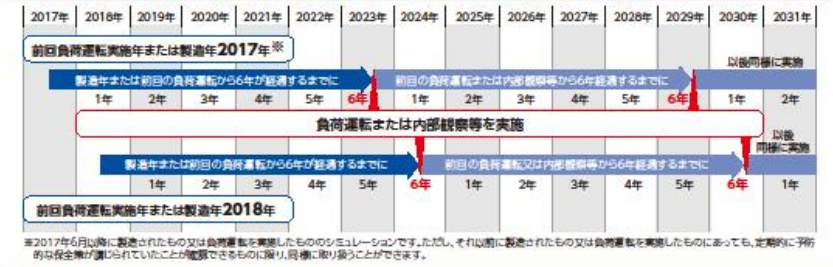 2017年 2018年 2019年 2020年 2021年 2022年 2023年 2024年 2025年 2026年 2027年 2028年 2029年 2030年 2031年
前回負荷運転実施年または製造年2017年※
以後同様に実施
製造年または前回の負荷運転から6年が経過するまでに 前回の負荷運転または内部観察等から6年経過するまでに
1年 2年 3年 4年 5年 6年 1年 2年 3年 4年 5年 6年 1年 2年
負荷運転または内部観察等を実施
以後
同様に実施
製造年または前回の負荷運転から6年が経過するまでに 前回の負荷運転又は内部観察等から6年経過するまでに
1年 2年 3年 4年 5年 6年 1年 2年 3年 4年 5年 6年 1年
前回負荷運転実施年または製造年2018年
※2017年6月以降に製造されたもの又は負荷運転を実施したもののシミュレーションです。ただし、それ以前に製造されたもの又は負荷運転を実施したものにあっても、定期的に予防
的な保全策が講じられていたことが確認できるものに限り、同様に取り扱うことができます。